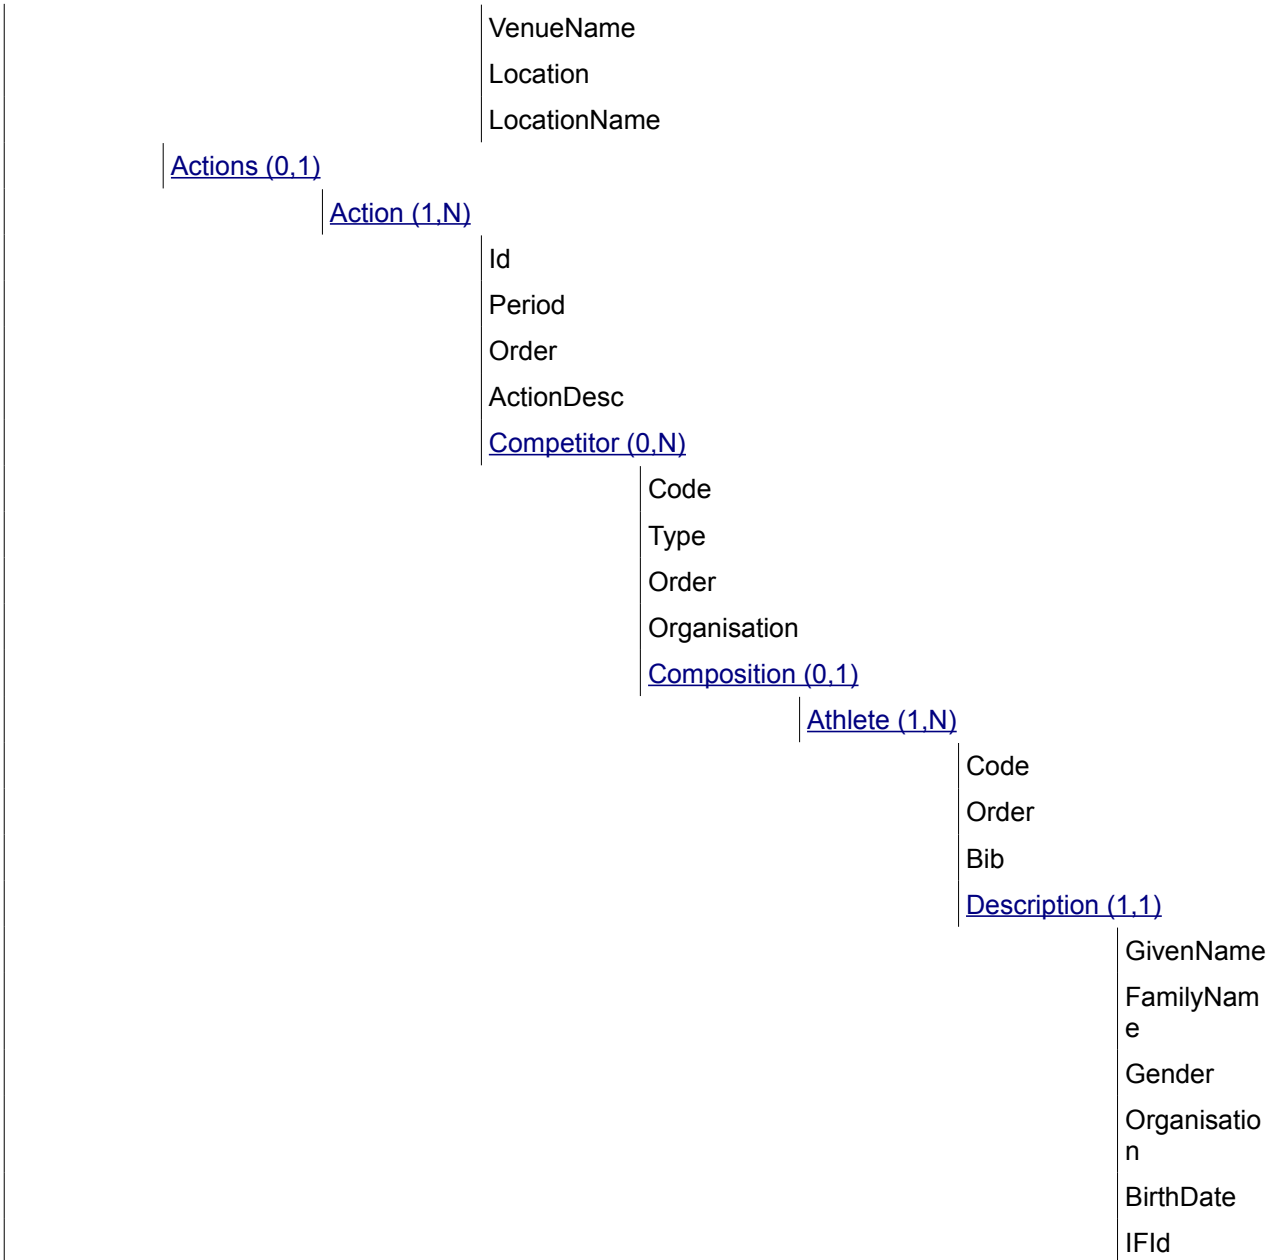 VenueName
Location
LocationName
Actions (0,1)
Action (1,N)
Id
Period
Order
ActionDesc
Competitor (0,N)
Code
Type
Order
Organisation
Composition (0,1)
Athlete (1,N)
Code
Order
Bib
Description (1,1)
GivenName
FamilyNam
e
Gender
Organisatio
n
BirthDate
IFId